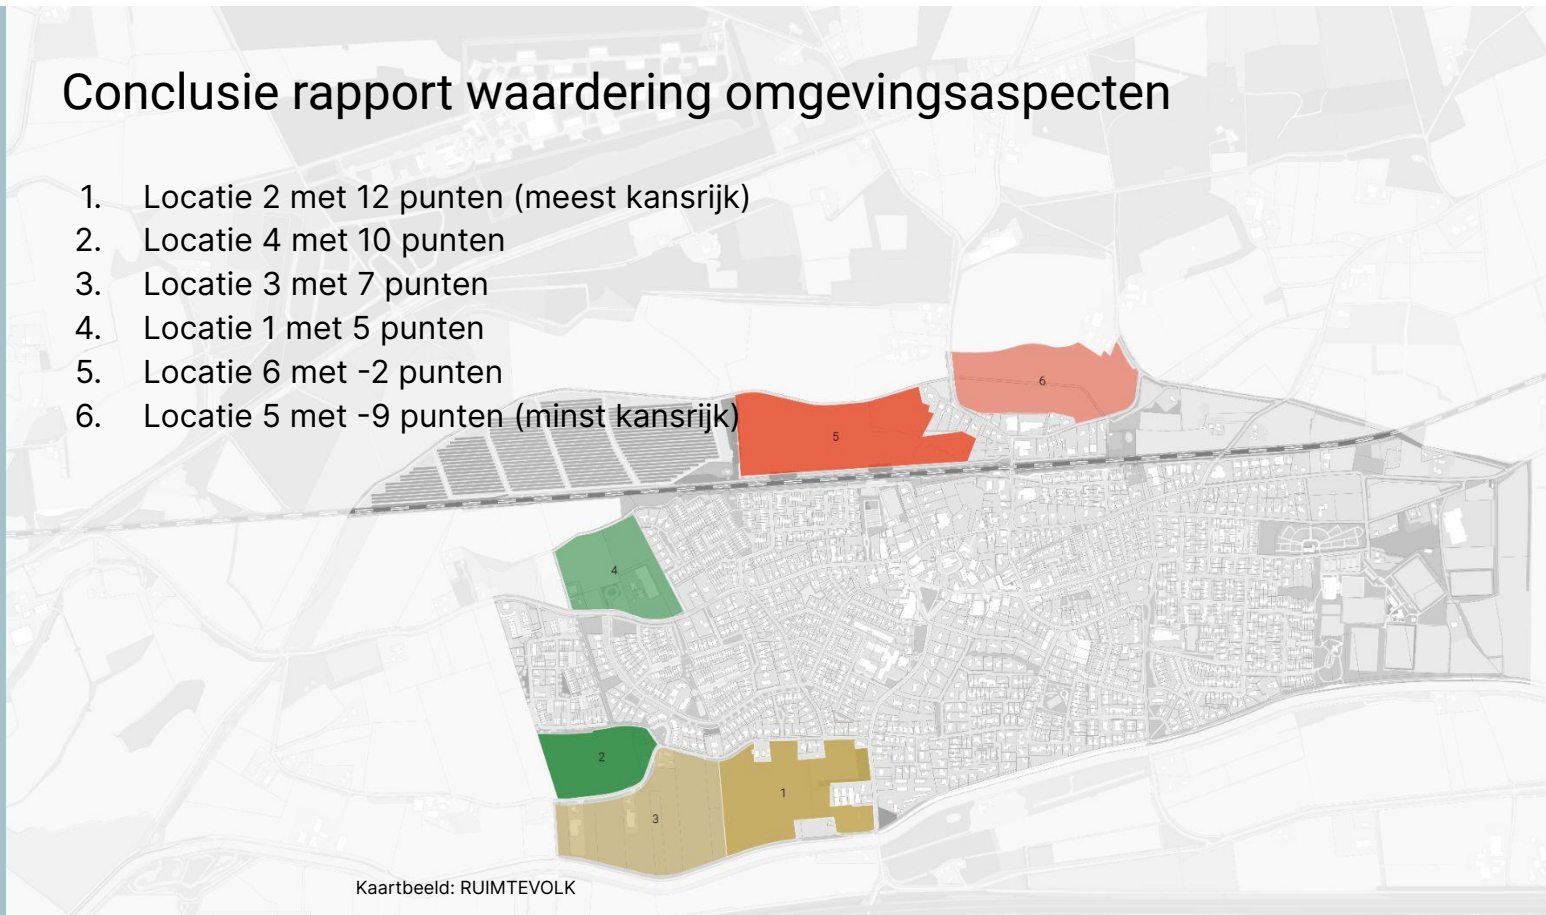 Conclusie rapport waardering omgevingsaspecten
1. Locatie 2 met 12 punten (meest kansrijk)
2. Locatie 4 met 10 punten
3. Locatie 3 met 7 punten
4. Locatie 1 met 5 punten
5. Locatie 6 met -2 punten
6. Locatie 5 met -9 punten (minst kansrijk)
6
5
4
2
1
3
Kaartbeeld: RUIMTEVOLK